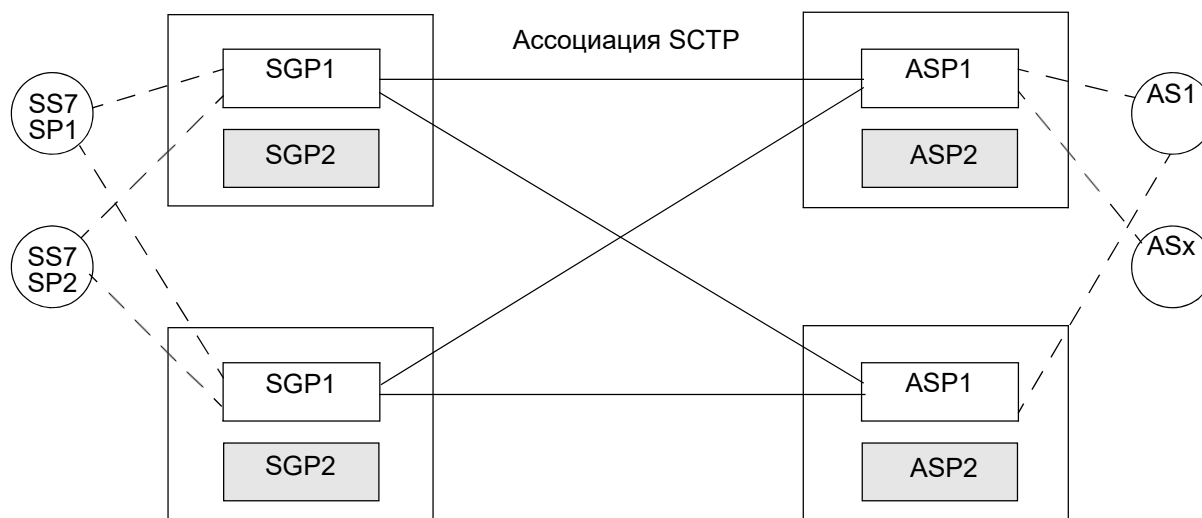 Ассоциация SCTP
SGP1
ASP1
SS7
SP1
AS1
SGP2
ASP2
SS7
SP2
ASx
SGP1
ASP1
SGP2
ASP2